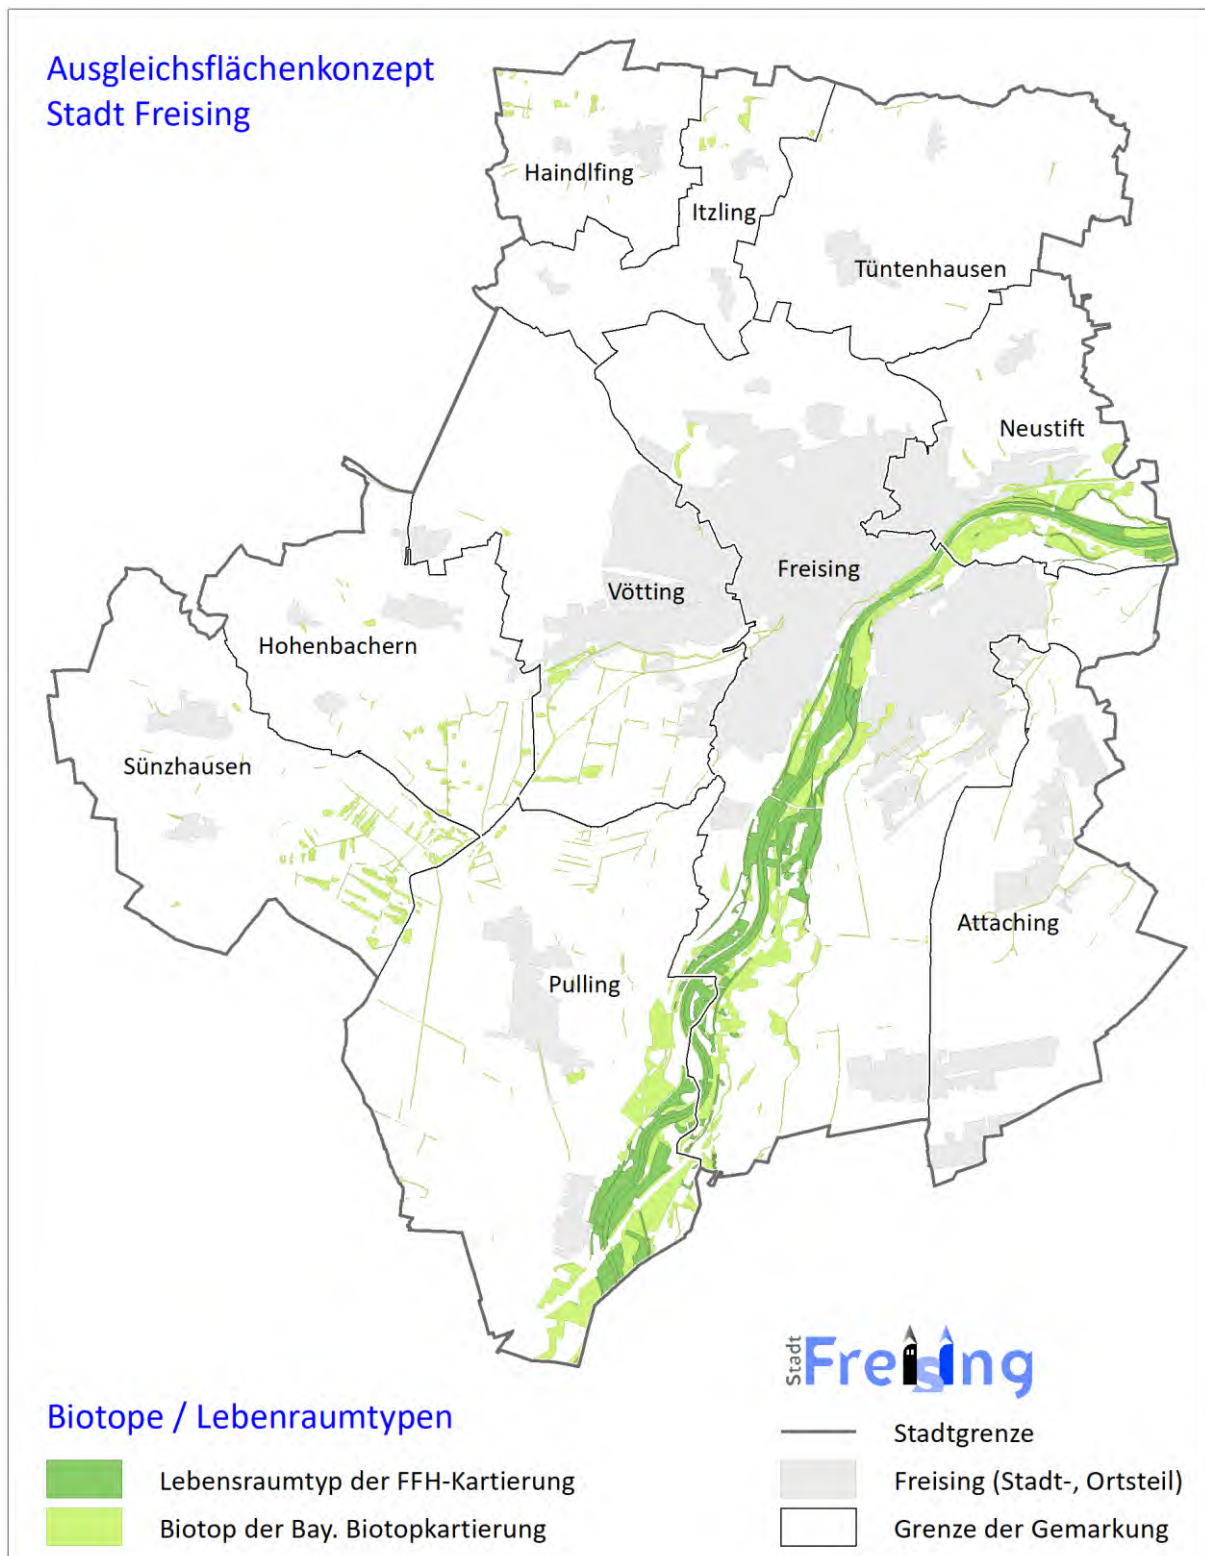 Ausgleichsflächenkonzept
Stadt Freising
Haindlfing
Itzling
Tüntenhausen
Neustift
Freising
Vötting
Hohenbachern
Sünzhausen
Attaching
Pulling
Stadt Freising
Biotope / Lebenraumtypen
Lebensraumtyp der FFH-Kartierung
Biotop der Bay. Biotopkartierung
Stadtgrenze
Freising (Stadt-, Ortsteil)
Grenze der Gemarkung